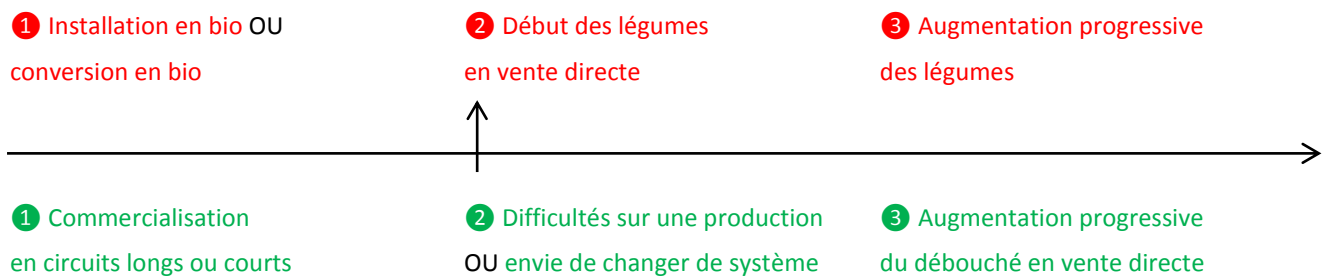 ❶ Installation en bio OU
conversion en bio
❷ Début des légumes
en vente directe
❸ Augmentation progressive
des légumes
❶ Commercialisation
en circuits longs ou courts
❷ Difficultés sur une production
OU envie de changer de système
❸ Augmentation progressive
du débouché en vente directe